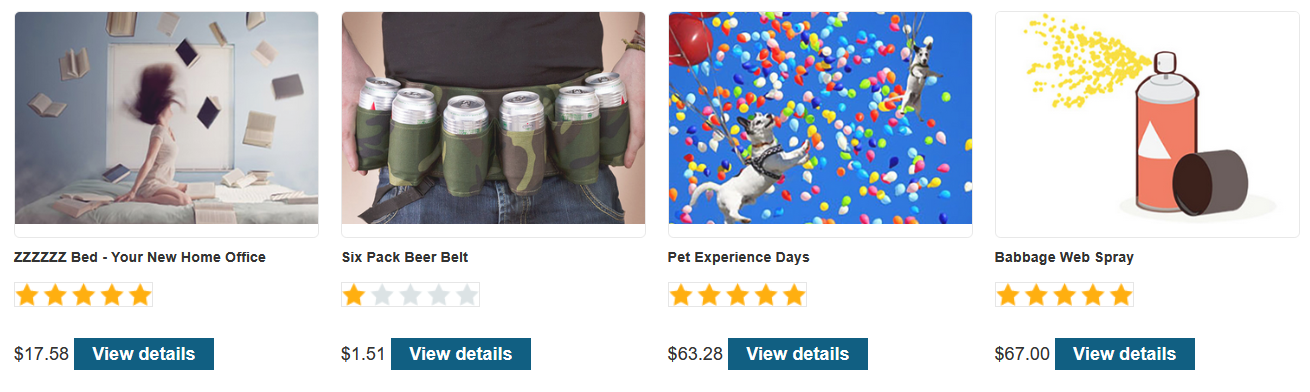 ZZZZZZ Bed - Your New Home Office
Six Pack Beer Belt
Pet Experience Days
Babbage Web Spray
$17.58 View details
$1.51 View details
$63.28 View details
$67.00 View details